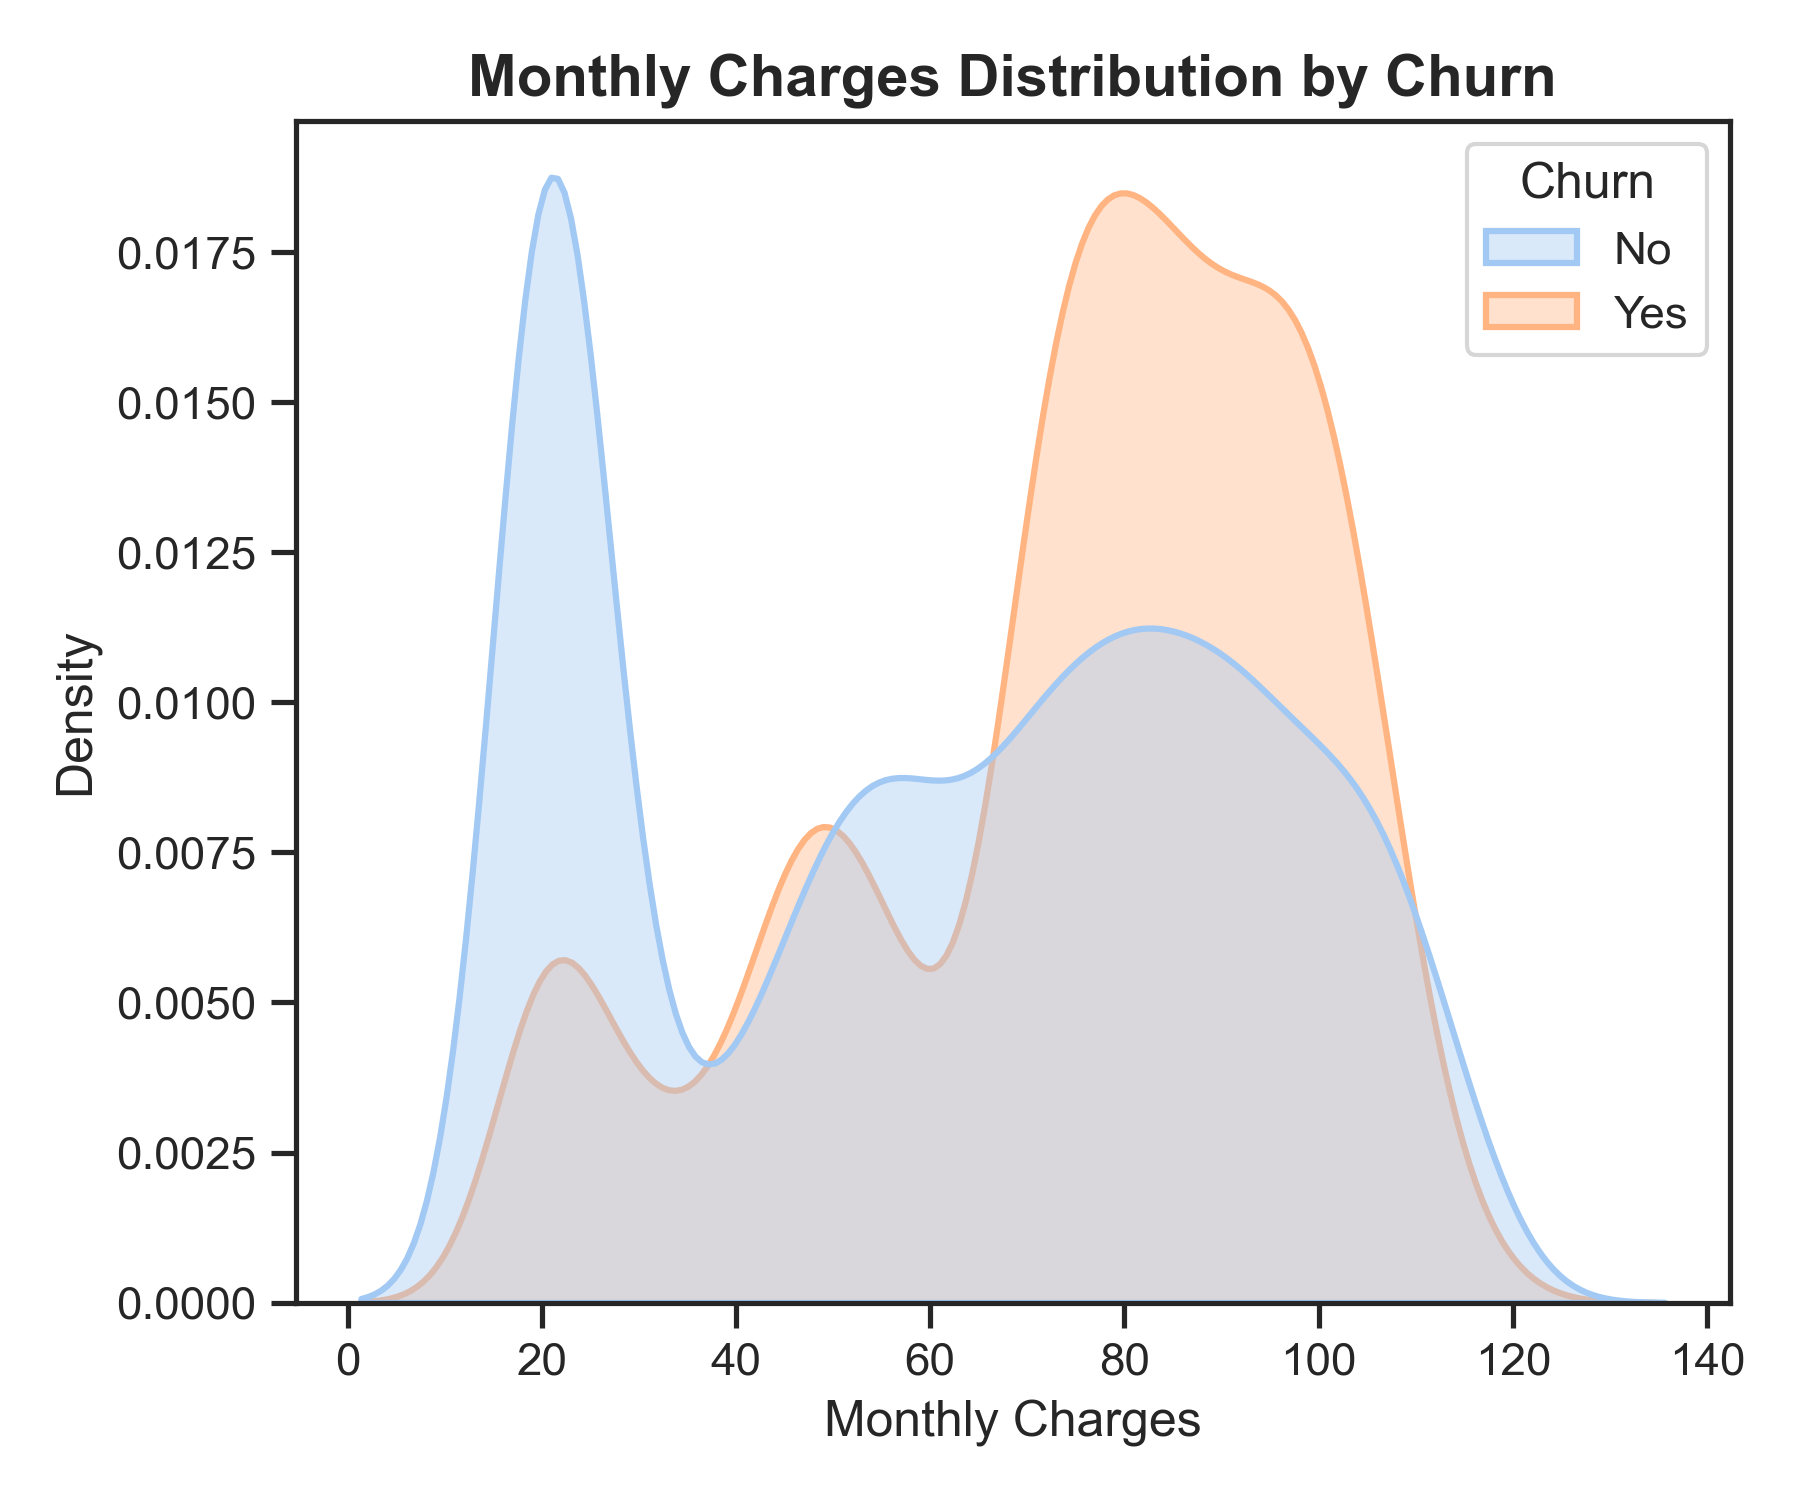 Monthly Charges Distribution by Churn
Churn
No
Yes
Density
0.0175
0.0150
0.0125
0.0100
0.0075
0.0050
0.0025
0.0000
0 20 40 60 80 100 120 140
Monthly Charges